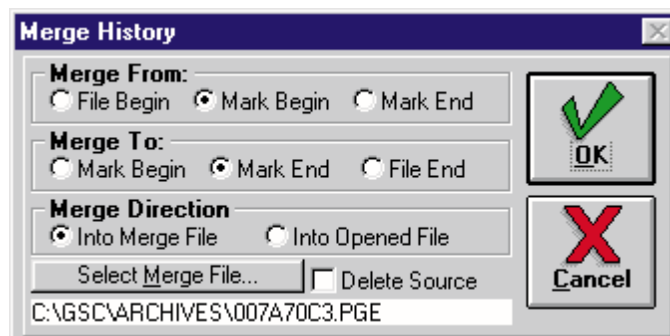 Merge History
Merge From:
File Begin Mark Begin Mark End
OK
Merge To:
Mark Begin Mark End File End
Merge Direction
Into Merge File Into Opened File
Select Merge File... Delete Source
Cancel
C:\GSC\ARCHIVES\007A70C3.PGE